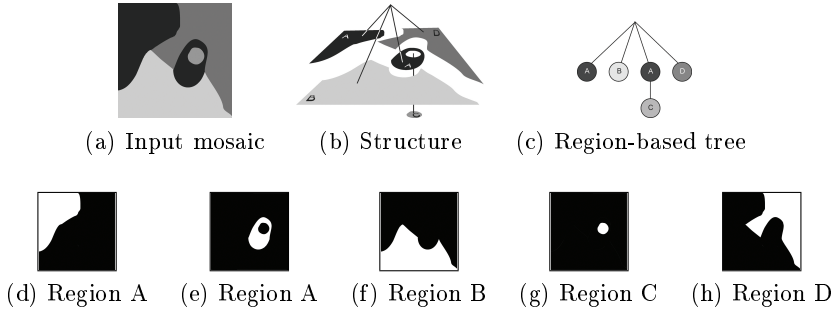 A D
A
B
C
A B A D
C
(a) Input mosaic (b) Structure (c) Region-based tree
(d) Region A (e) Region A (f) Region B (g) Region C (h) Region D